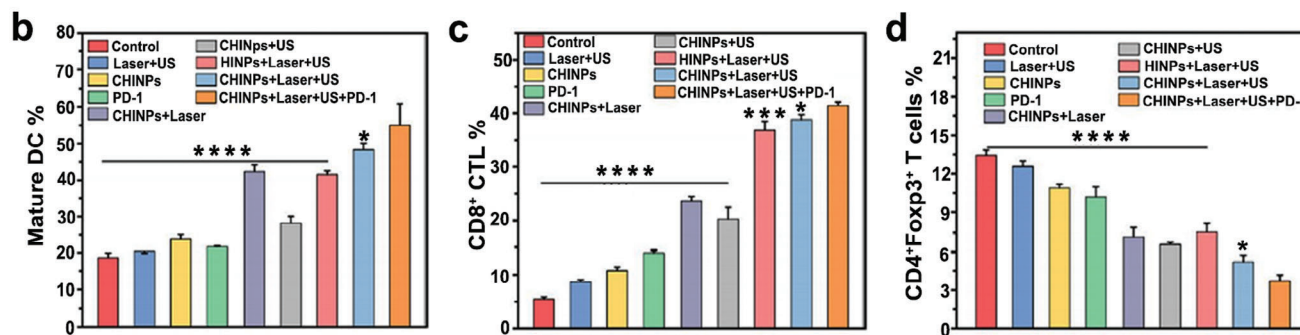 b
Mature DC %
80
70
60
50
40
30
20
10
0
Control
Laser+US
CHINPs
PD-1
CHINPs+Laser
CHINps+US
HINPs+Laser+US
CHINPs+Laser+US
CHINPs+Laser+US+PD-1
****
*
c
CD8+ CTL %
50
40
30
20
10
0
Control
Laser+US
CHINPs
PD-1
CHINPs+Laser
CHINPs+US
HINPs+Laser+US
CHINPs+Laser+US
CHINPs+Laser+US+PD-1
****
***
*
d
CD4+Foxp3+ T cells %
21
18
15
12
9
6
3
0
Control
Laser+US
CHINPs
PD-1
CHINPs+Laser
CHINPs+US
HINPs+Laser+US
CHINPs+Laser+US
CHINPs+Laser+US+PD-
****
*